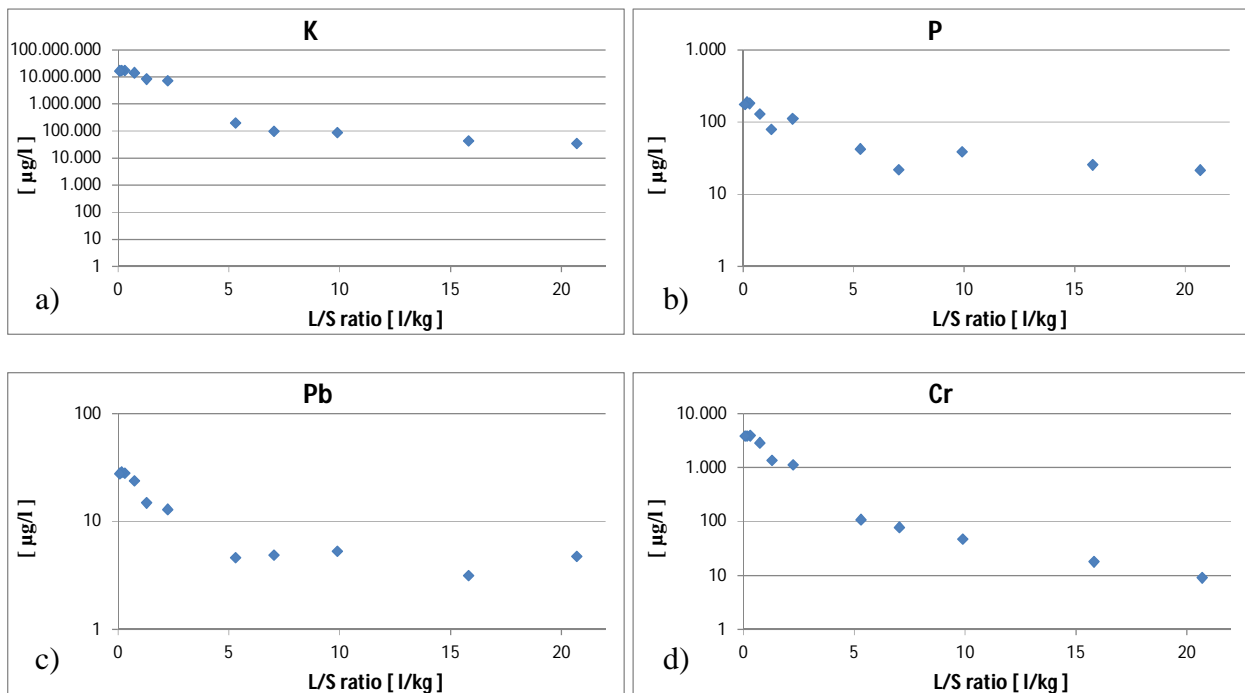 K
100.000.000
10.000.000
1.000.000
100.000
10.000
1.000
100
10
1
[ µg/l ]
0 5 10 15 20
L/S ratio [ l/kg ]
a)
P
1.000
100
10
1
[ µg/l ]
0 5 10 15 20
L/S ratio [ l/kg ]
b)
Pb
100
10
1
[ µg/l ]
0 5 10 15 20
L/S ratio [ l/kg ]
c)
Cr
10.000
1.000
100
10
1
[ µg/l ]
0 5 10 15 20
L/S ratio [ l/kg ]
d)